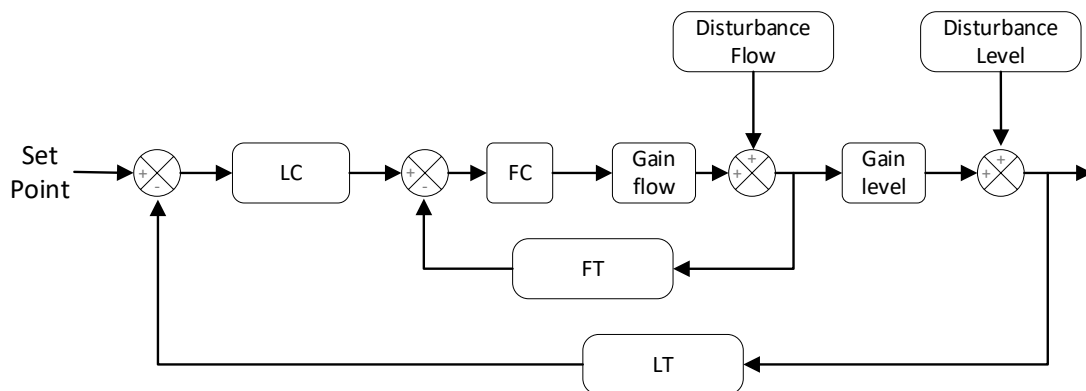 Disturbance
Flow
Disturbance
Level
Set
Point
+
-
LC
+
-
FC
Gain
flow
+
+
Gain
level
+
+
FT
LT